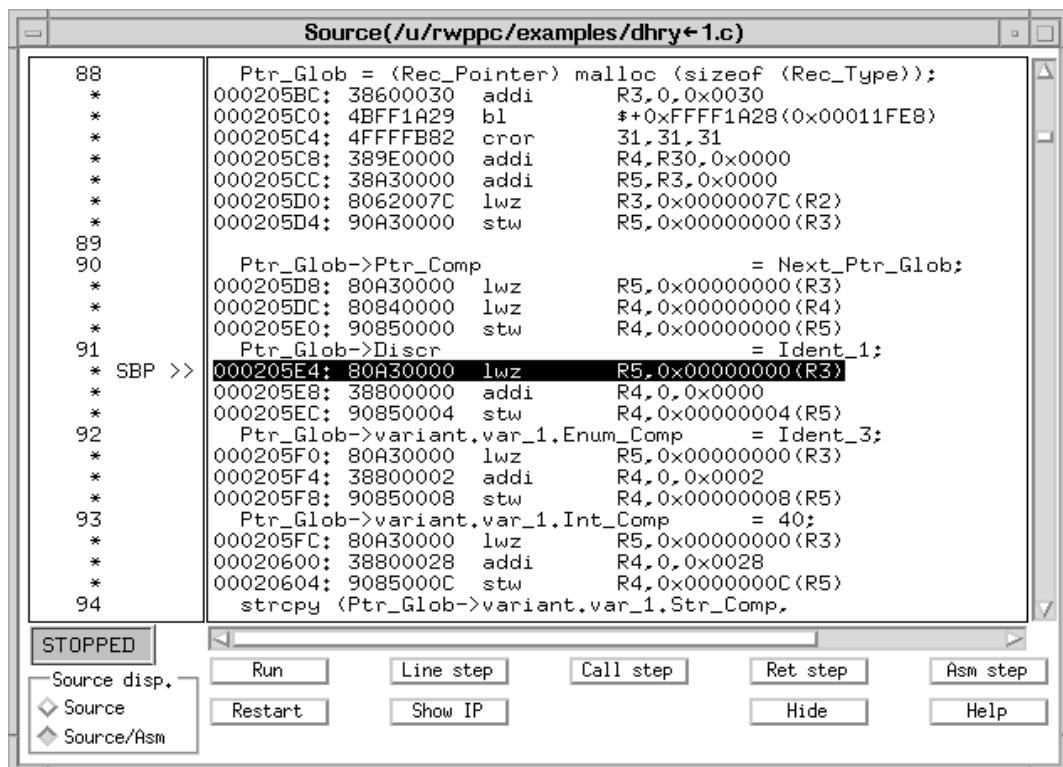 Source(/u/rwppc/examples/dhry←1.c)
88 Ptr_Glob = (Rec_Pointer) malloc (sizeof (Rec_Type));
* 000205BC: 38600030 addi R3,0,0x0030
* 000205C0: 4BFF1A29 bl $+0xFFFF1A28(0x00011FE8)
* 000205C4: 4FFFFB82 cror 31,31,31
* 000205C8: 389E0000 addi R4,R30,0x0000
* 000205CC: 38A30000 addi R5,R3,0x0000
* 000205D0: 8062007C lwz R3,0x0000007C(R2)
* 000205D4: 90A30000 stw R5,0x00000000(R3)
89
90 Ptr_Glob->Ptr_Comp = Next_Ptr_Glob;
* 000205D8: 80A30000 lwz R5,0x00000000(R3)
* 000205DC: 80840000 lwz R4,0x00000000(R4)
* 000205E0: 90850000 stw R4,0x00000000(R5)
91 Ptr_Glob->Discr = Ident_1;
* SBP >> 000205E4: 80A30000 lwz R5,0x00000000(R3)
* 000205E8: 38800000 addi R4,0,0x0000
* 000205EC: 90850004 stw R4,0x00000004(R5)
92 Ptr_Glob->variant.var_1.Enum_Comp = Ident_3;
* 000205F0: 80A30000 lwz R5,0x00000000(R3)
* 000205F4: 38800002 addi R4,0,0x0002
* 000205F8: 90850008 stw R4,0x00000008(R5)
93 Ptr_Glob->variant.var_1.Int_Comp = 40;
* 000205FC: 80A30000 lwz R5,0x00000000(R3)
* 00020600: 38800028 addi R4,0,0x0028
* 00020604: 9085000C stw R4,0x0000000C(R5)
94 strcpy (Ptr_Glob->variant.var_1.Str_Comp,
STOPPED
Run Line step Call step Ret step Asm step
Source disp.
Source
Restart Show IP Hide Help
Source/Asm